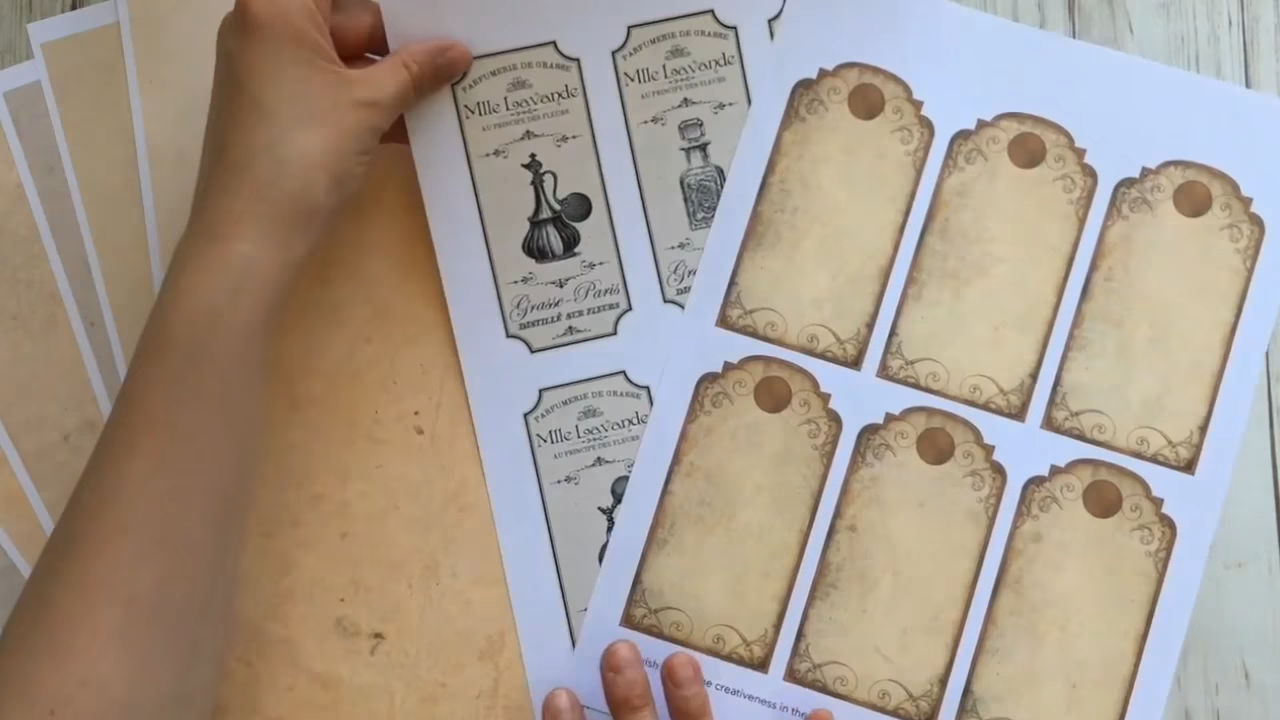 PARFUMERIE DE GRASSE
Mlle Lavande
AU PRINCIPE DES FLEURS
Grasse-Paris
DISTILLÉ SUR FLEURS
PARFUMERIE DE GRASSE
Mlle Lavande
AU PRINCIPE DES FLEURS
PARFUMERIE DE GRASSE
Mlle Lavande
AU PRINCIPE DES FLEURS
creativeness in